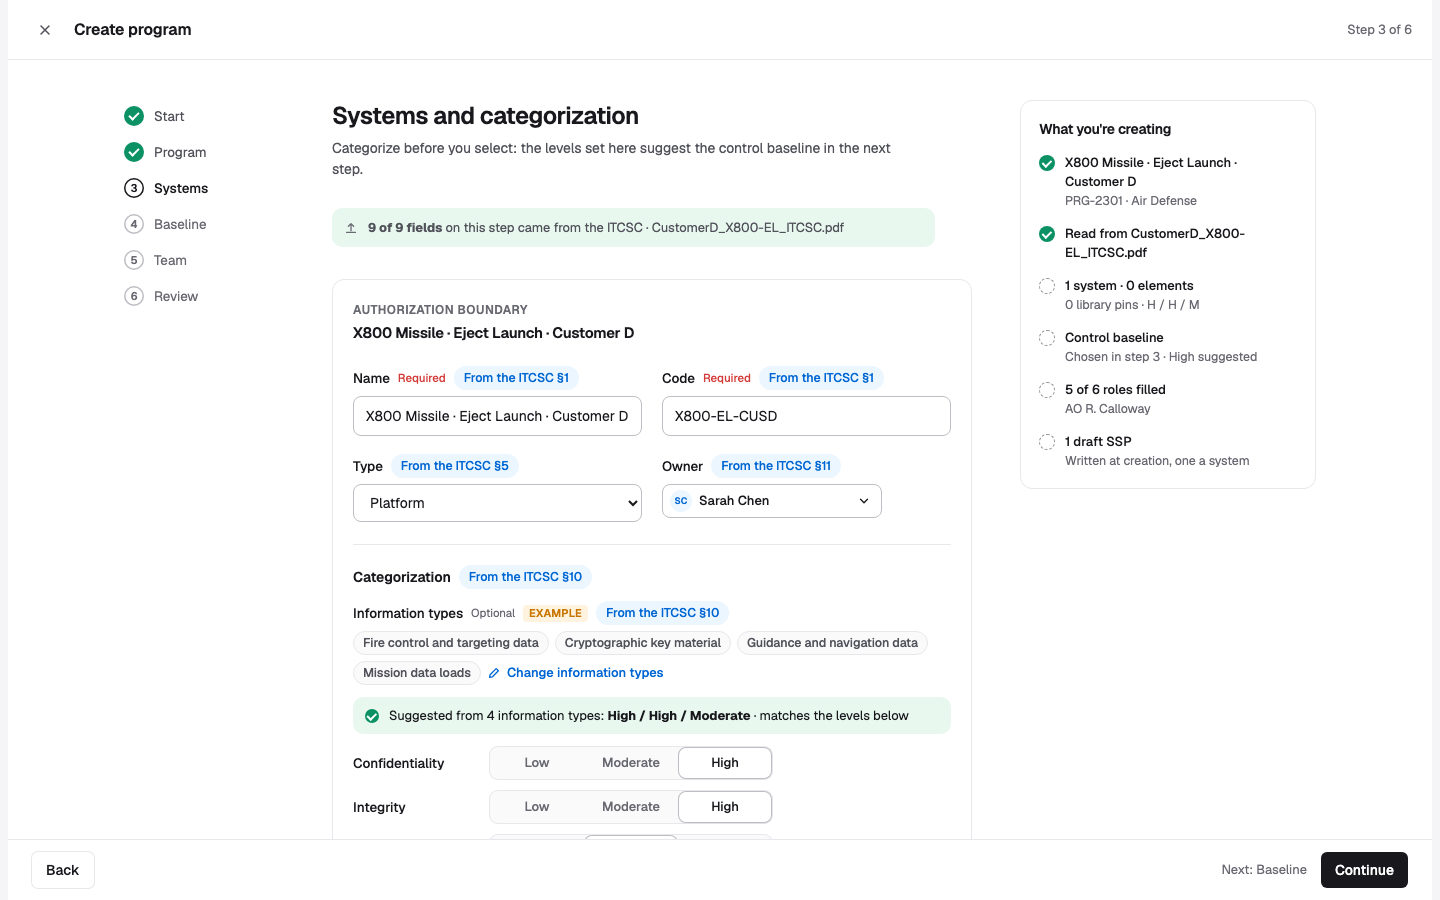 Create program
Step 3 of 6
Start
Program
3 Systems
4 Baseline
5 Team
6 Review
Systems and categorization
Categorize before you select: the levels set here suggest the control baseline in the next
step.
9 of 9 fields on this step came from the ITCSC · CustomerD_X800-EL_ITCSC.pdf
AUTHORIZATION BOUNDARY
X800 Missile · Eject Launch · Customer D
Name Required From the ITCSC §1
Code Required From the ITCSC §1
X800 Missile · Eject Launch · Customer D
X800-EL-CUSD
Type From the ITCSC §5
Owner From the ITCSC §11
Platform
SC Sarah Chen
Categorization From the ITCSC §10
Information types Optional EXAMPLE From the ITCSC §10
Fire control and targeting data Cryptographic key material Guidance and navigation data
Mission data loads Change information types
Suggested from 4 information types: High / High / Moderate · matches the levels below
Confidentiality Low Moderate High
Integrity Low Moderate High
What you're creating
X800 Missile · Eject Launch ·
Customer D
PRG-2301 · Air Defense
Read from CustomerD_X800-
EL_ITCSC.pdf
1 system · 0 elements
0 library pins · H / H / M
Control baseline
Chosen in step 3 · High suggested
5 of 6 roles filled
AO R. Calloway
1 draft SSP
Written at creation, one a system
Back
Next: Baseline
Continue